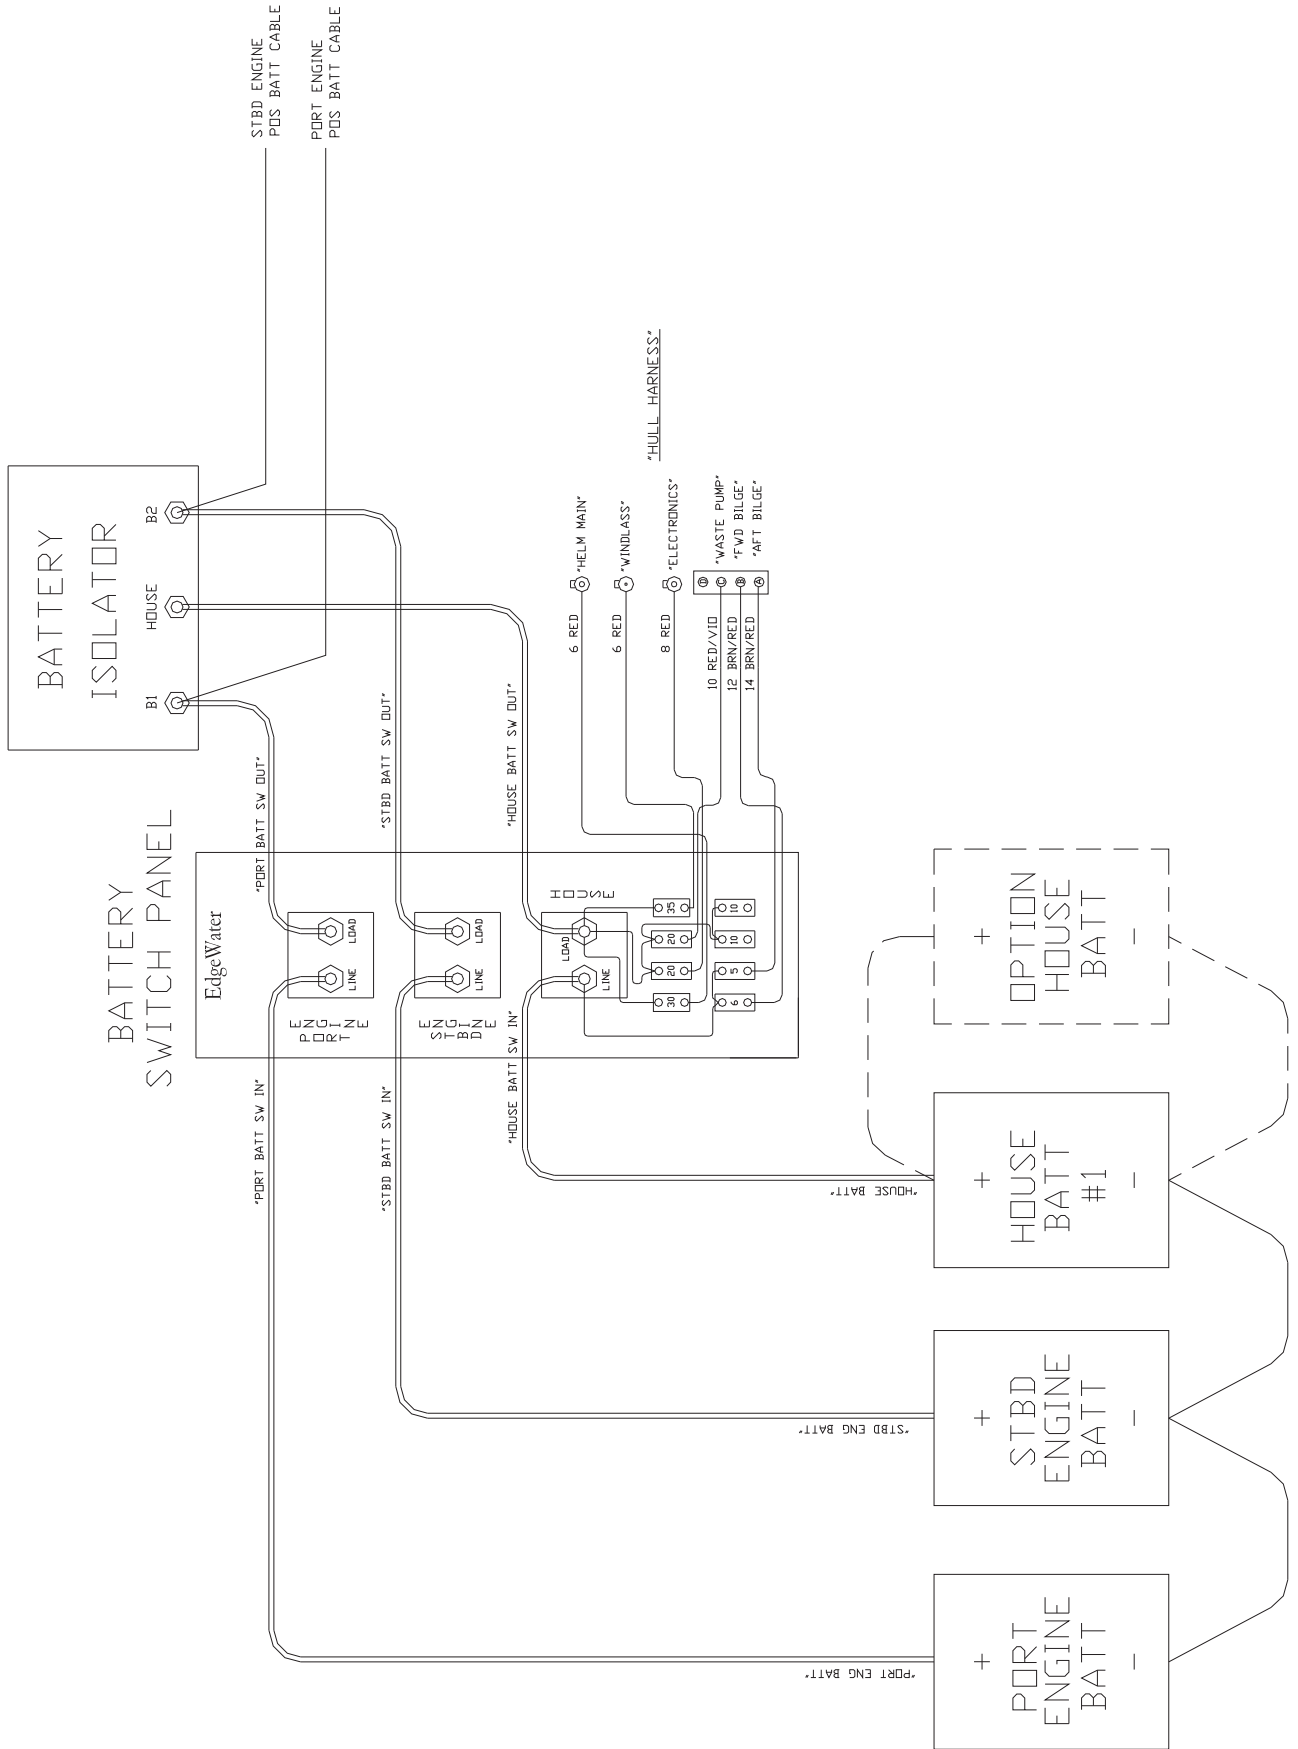 STBD ENGINE
POS BATT CABLE
PORT ENGINE
POS BATT CABLE
BATTERY
ISOLATOR
B1
HOUSE
B2
"HULL HARNESS"
"HELM MAIN"
"WINDLASS"
"ELECTRONICS"
"WASTE PUMP"
"FWD BILGE"
"AFT BILGE"
D
C
B
A
6 RED
6 RED
8 RED
10 RED/VIO
12 BRN/RED
14 BRN/RED
"PORT BATT SW OUT"
"STBD BATT SW OUT"
"HOUSE BATT SW OUT"
BATTERY
SWITCH PANEL
EdgeWater
PORT
ENGINE
LINE
LOAD
STBD
ENGINE
LINE
LOAD
HOUSE
LINE
LOAD
30
20
20
35
6
5
10
10
"PORT BATT SW IN"
"STBD BATT SW IN"
"HOUSE BATT SW IN"
"PORT ENG BATT"
"STBD ENG BATT"
"HOUSE BATT"
+
PORT
ENGINE
BATT
-
+
STBD
ENGINE
BATT
-
+
HOUSE
BATT
#1
-
+
OPTION
HOUSE
BATT
-